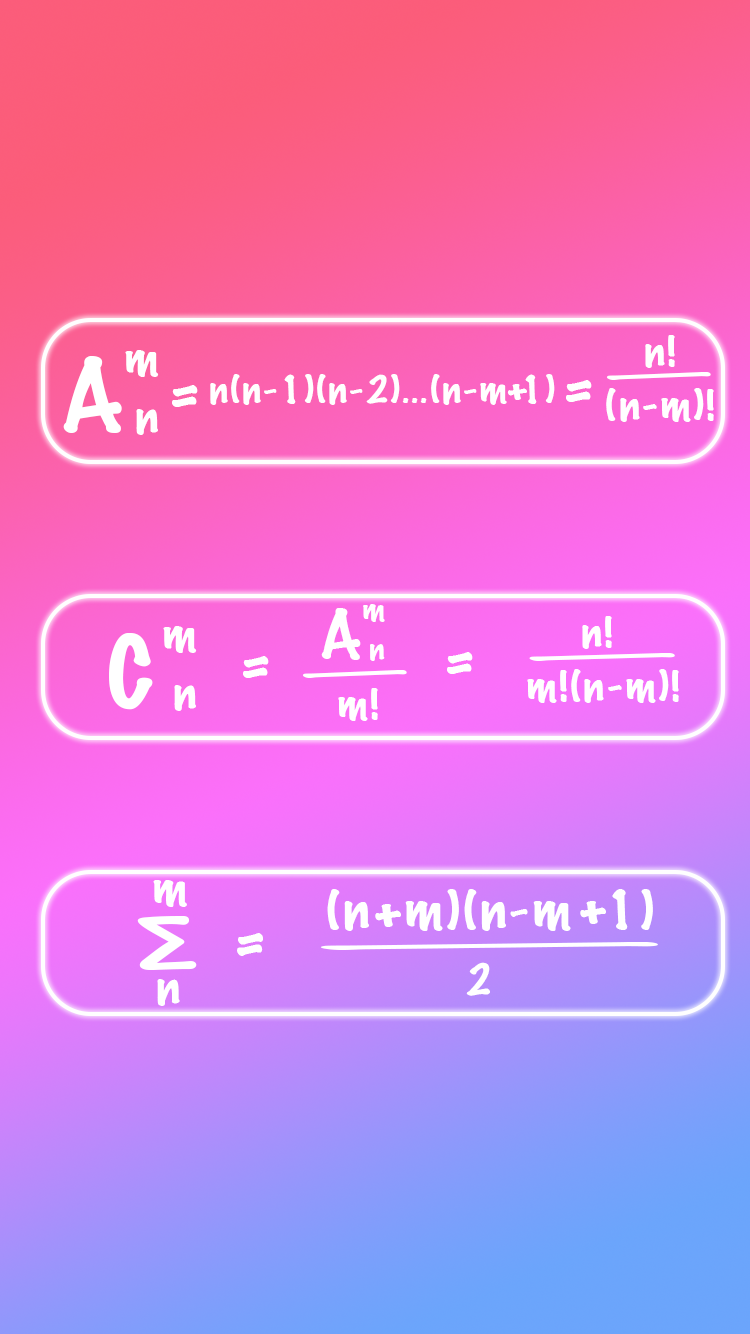 A m n = n(n-1)(n-2)...(n-m+1) = n! / (n-m)!
C m n = A m n / m! = n! / m!(n-m)!
m Σ n = (n+m)(n-m+1) / 2